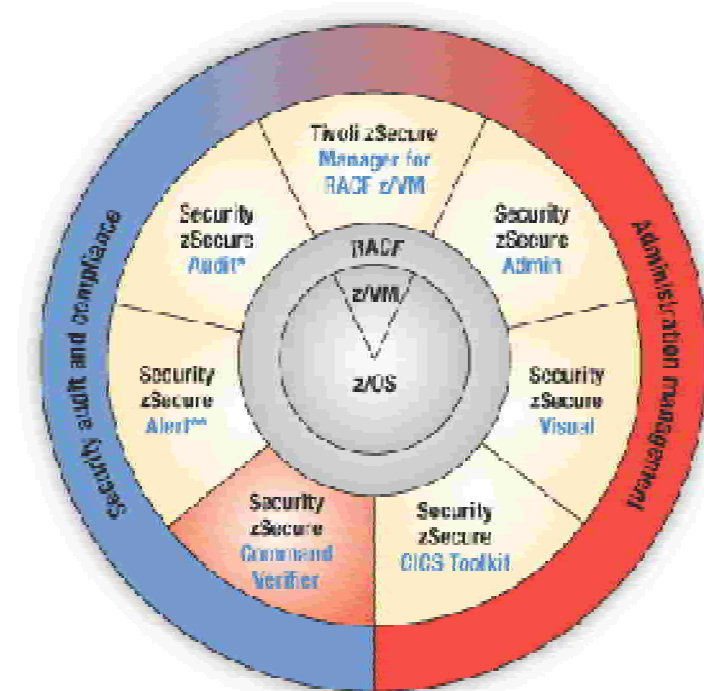 Tivoli zSecure
Manager for
RACF z/VM
Security
zSecure
Audit*
Security
zSecure
Admin
Security audit and compliance
Administration management
RACF
z/VM
z/OS
Security
zSecure
Alert**
Security
zSecure
Visual
Security
zSecure
Command
Verifier
Security
zSecure
CICS Toolkit